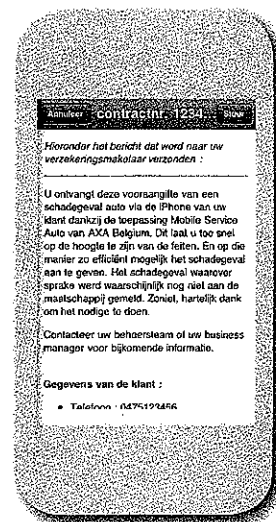 Annuleer contractnr. 1234... Stuur
Hieronder het bericht dat word naar uw
verzekeringsmakelaar verzonden :
U ontvangt deze vooraangifte van een
schadegeval auto via de iPhone van uw
klant dankzij de toepassing Mobile Service
Auto van AXA Belgium. Dit laat u toe snel
op de hoogte te zijn van de feiten. En op die
manier zo efficiënt mogelijk het schadegeval
aan te geven. Het schadegeval waarover
sprake werd waarschijnlijk nog niet aan de
maatschappij gemeld. Zoniet, hartelijk dank
om het nodige te doen.
Contacteer uw beheersteam of uw business
manager voor bijkomende informatie.
Gegevens van de klant :
• Telefoon : 0475123456